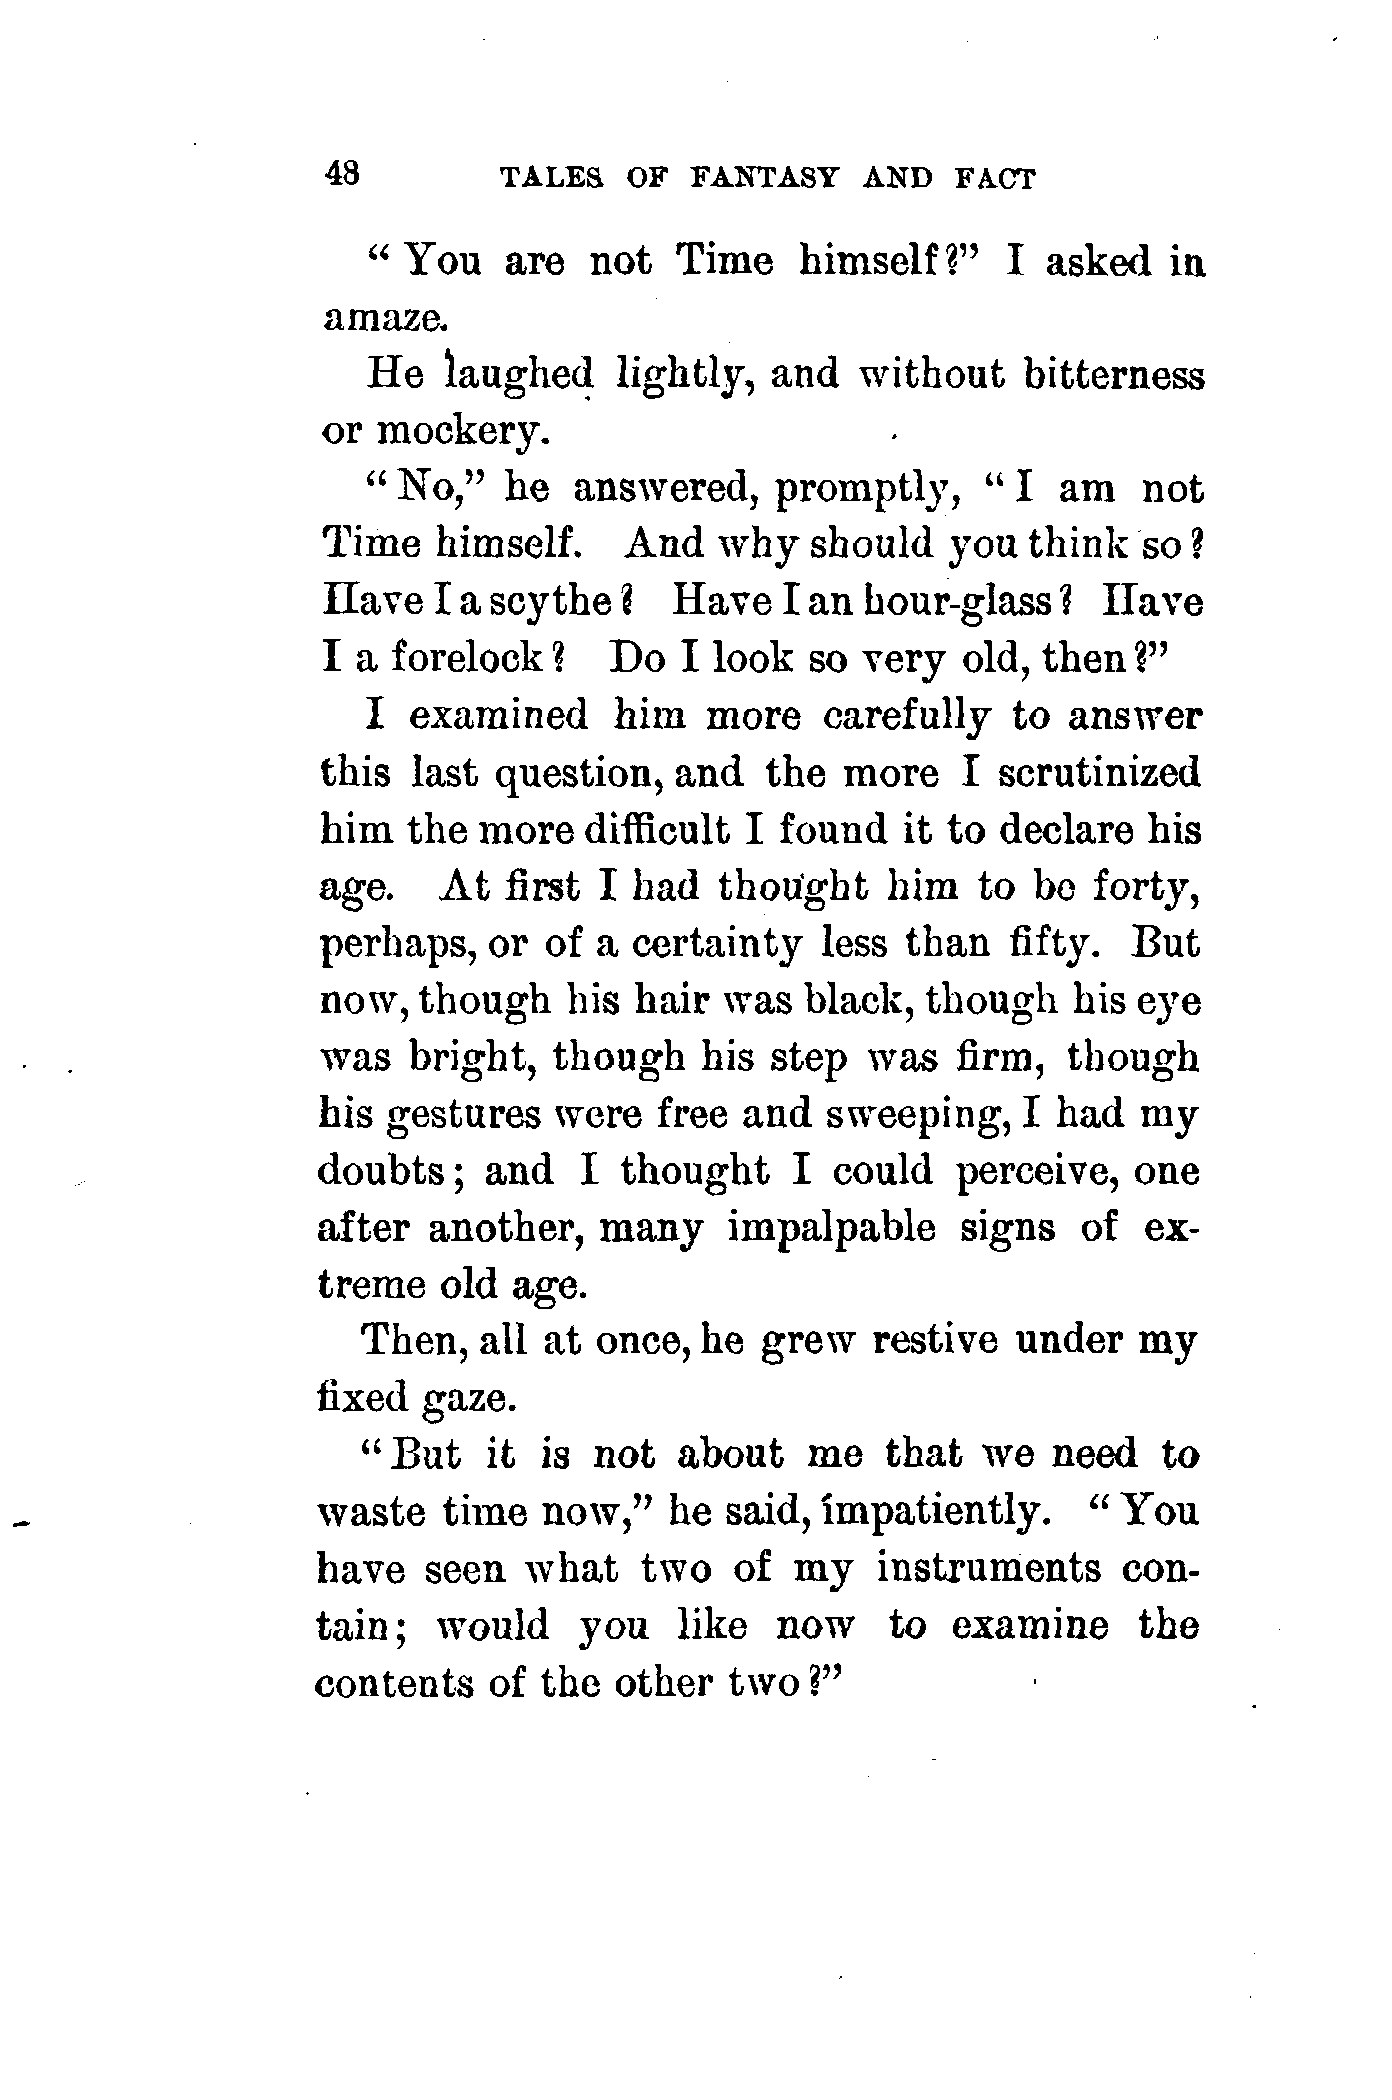 48 TALES OF FANTASY AND FACT
“ You are not Time himself?” I asked in
amaze.
He laughed lightly, and without bitterness
or mockery.
“ No,” he answered, promptly, “ I am not
Time himself. And why should you think so?
Have I a scythe? Have I an hour-glass? Have
I a forelock? Do I look so very old, then?”
I examined him more carefully to answer
this last question, and the more I scrutinized
him the more difficult I found it to declare his
age. At first I had thought him to be forty,
perhaps, or of a certainty less than fifty. But
now, though his hair was black, though his eye
was bright, though his step was firm, though
his gestures were free and sweeping, I had my
doubts; and I thought I could perceive, one
after another, many impalpable signs of ex-
treme old age.
Then, all at once, he grew restive under my
fixed gaze.
“ But it is not about me that we need to
waste time now,” he said, impatiently. “ You
have seen what two of my instruments con-
tain; would you like now to examine the
contents of the other two?”